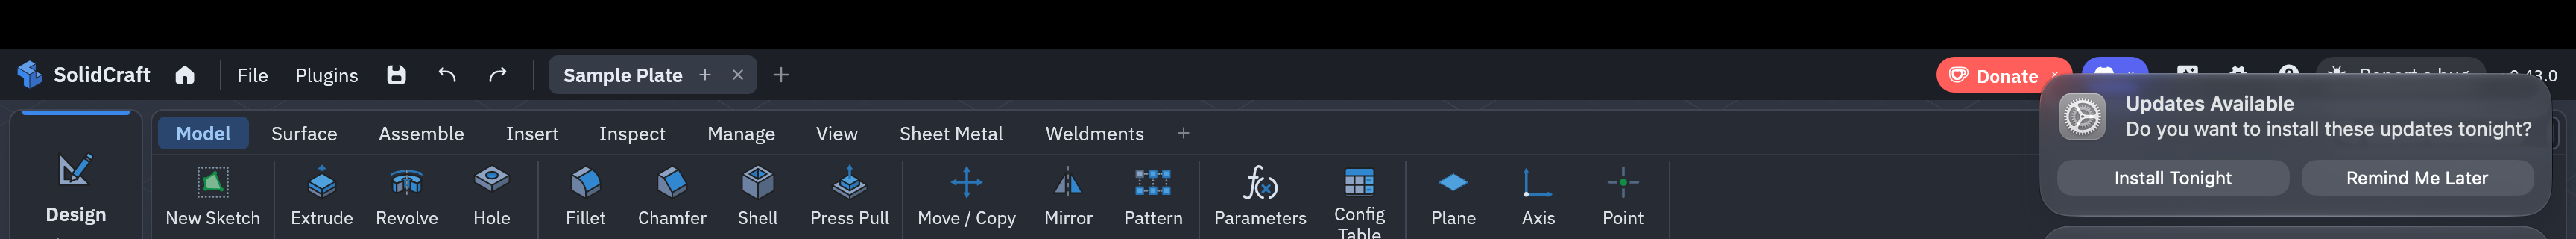 SolidCraft File Plugins Sample Plate Donate
Updates Available
Do you want to install these updates tonight?
Model Surface Assemble Insert Inspect Manage View Sheet Metal Weldments
Install Tonight Remind Me Later
Design
New Sketch Extrude Revolve Hole Fillet Chamfer Shell Press Pull Move / Copy Mirror Pattern Parameters Config Plane Axis Point
Table